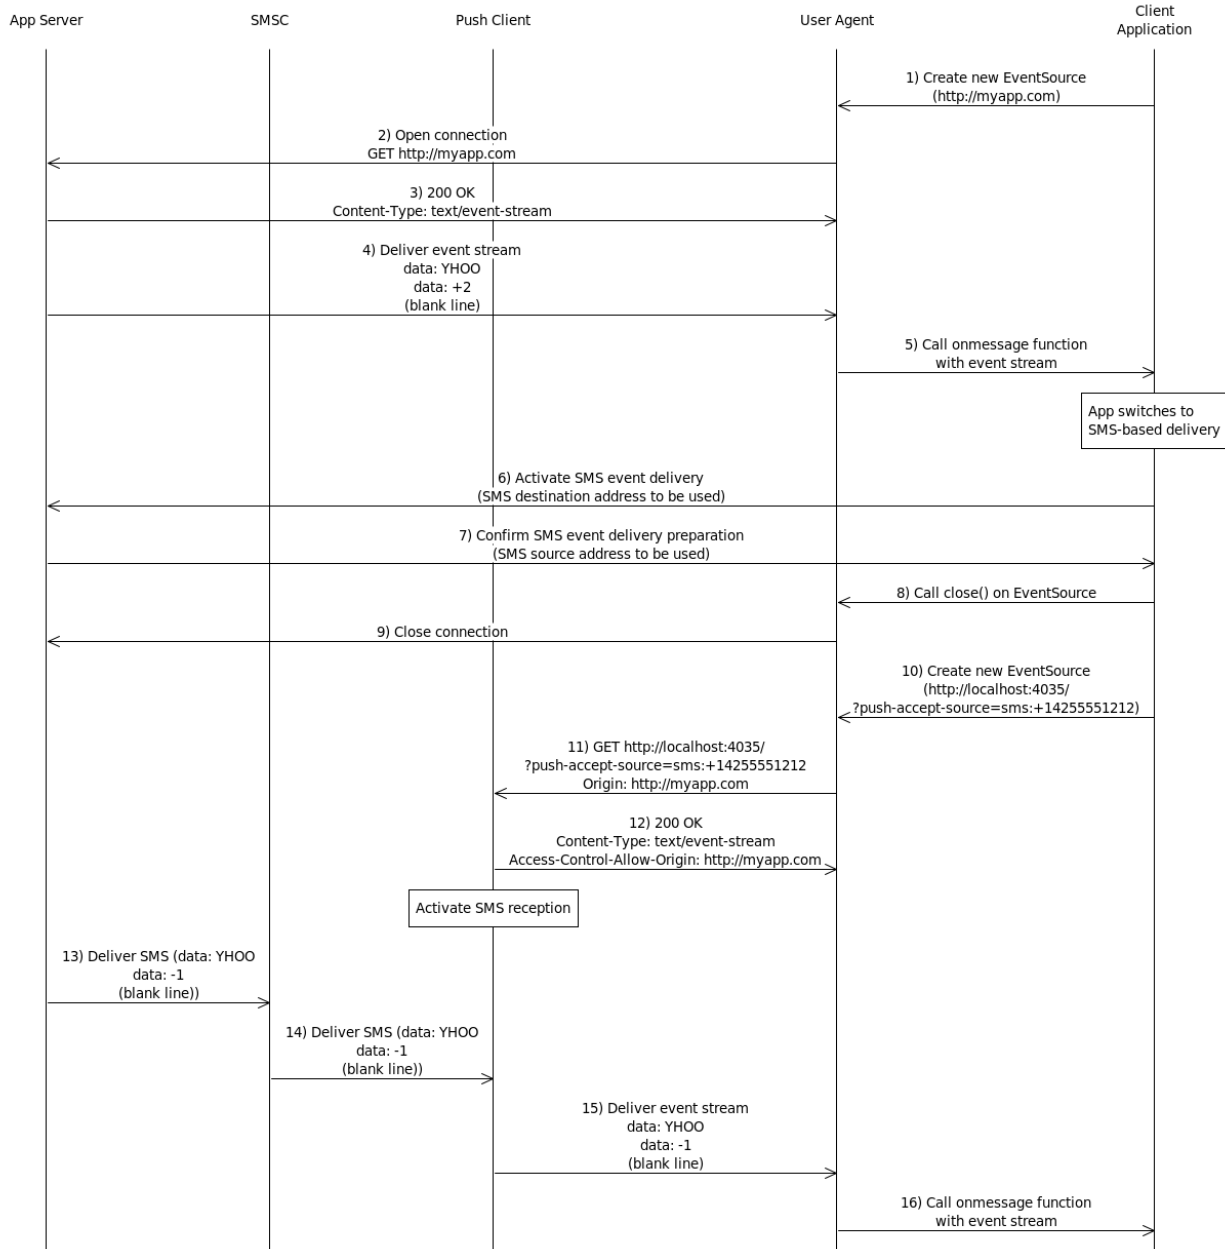 App Server
SMSC
Push Client
User Agent
Client
Application
1) Create new EventSource
(http://myapp.com)
2) Open connection
GET http://myapp.com
3) 200 OK
Content-Type: text/event-stream
4) Deliver event stream
data: YHOO
data: +2
(blank line)
5) Call onmessage function
with event stream
App switches to
SMS-based delivery
6) Activate SMS event delivery
(SMS destination address to be used)
7) Confirm SMS event delivery preparation
(SMS source address to be used)
8) Call close() on EventSource
9) Close connection
10) Create new EventSource
(http://localhost:4035/
?push-accept-source=sms:+14255551212)
11) GET http://localhost:4035/
?push-accept-source=sms:+14255551212
Origin: http://myapp.com
12) 200 OK
Content-Type: text/event-stream
Access-Control-Allow-Origin: http://myapp.com
Activate SMS reception
13) Deliver SMS (data: YHOO
data: -1
(blank line))
14) Deliver SMS (data: YHOO
data: -1
(blank line))
15) Deliver event stream
data: YHOO
data: -1
(blank line)
16) Call onmessage function
with event stream